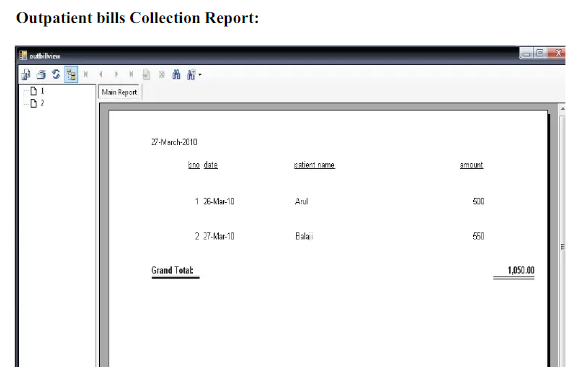 Outpatient bills Collection Report:
outbillview
1
2
Main Report
27-March-2010
bno date patient name amount
1 26-Mar-10 Arul 500
2 27-Mar-10 Balaji 550
Grand Total: 1,050.00